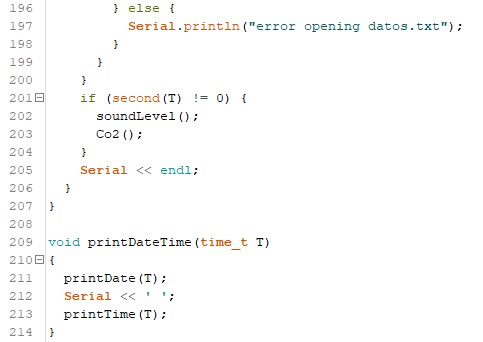 196         } else {
197           Serial.println("error opening datos.txt");
198         }
199       }
200     }
201     if (second(T) != 0) {
202       soundLevel();
203       Co2();
204     }
205     Serial << endl;
206   }
207 }
208
209 void printDateTime(time_t T)
210 {
211   printDate(T);
212   Serial << ' ';
213   printTime(T);
214 }